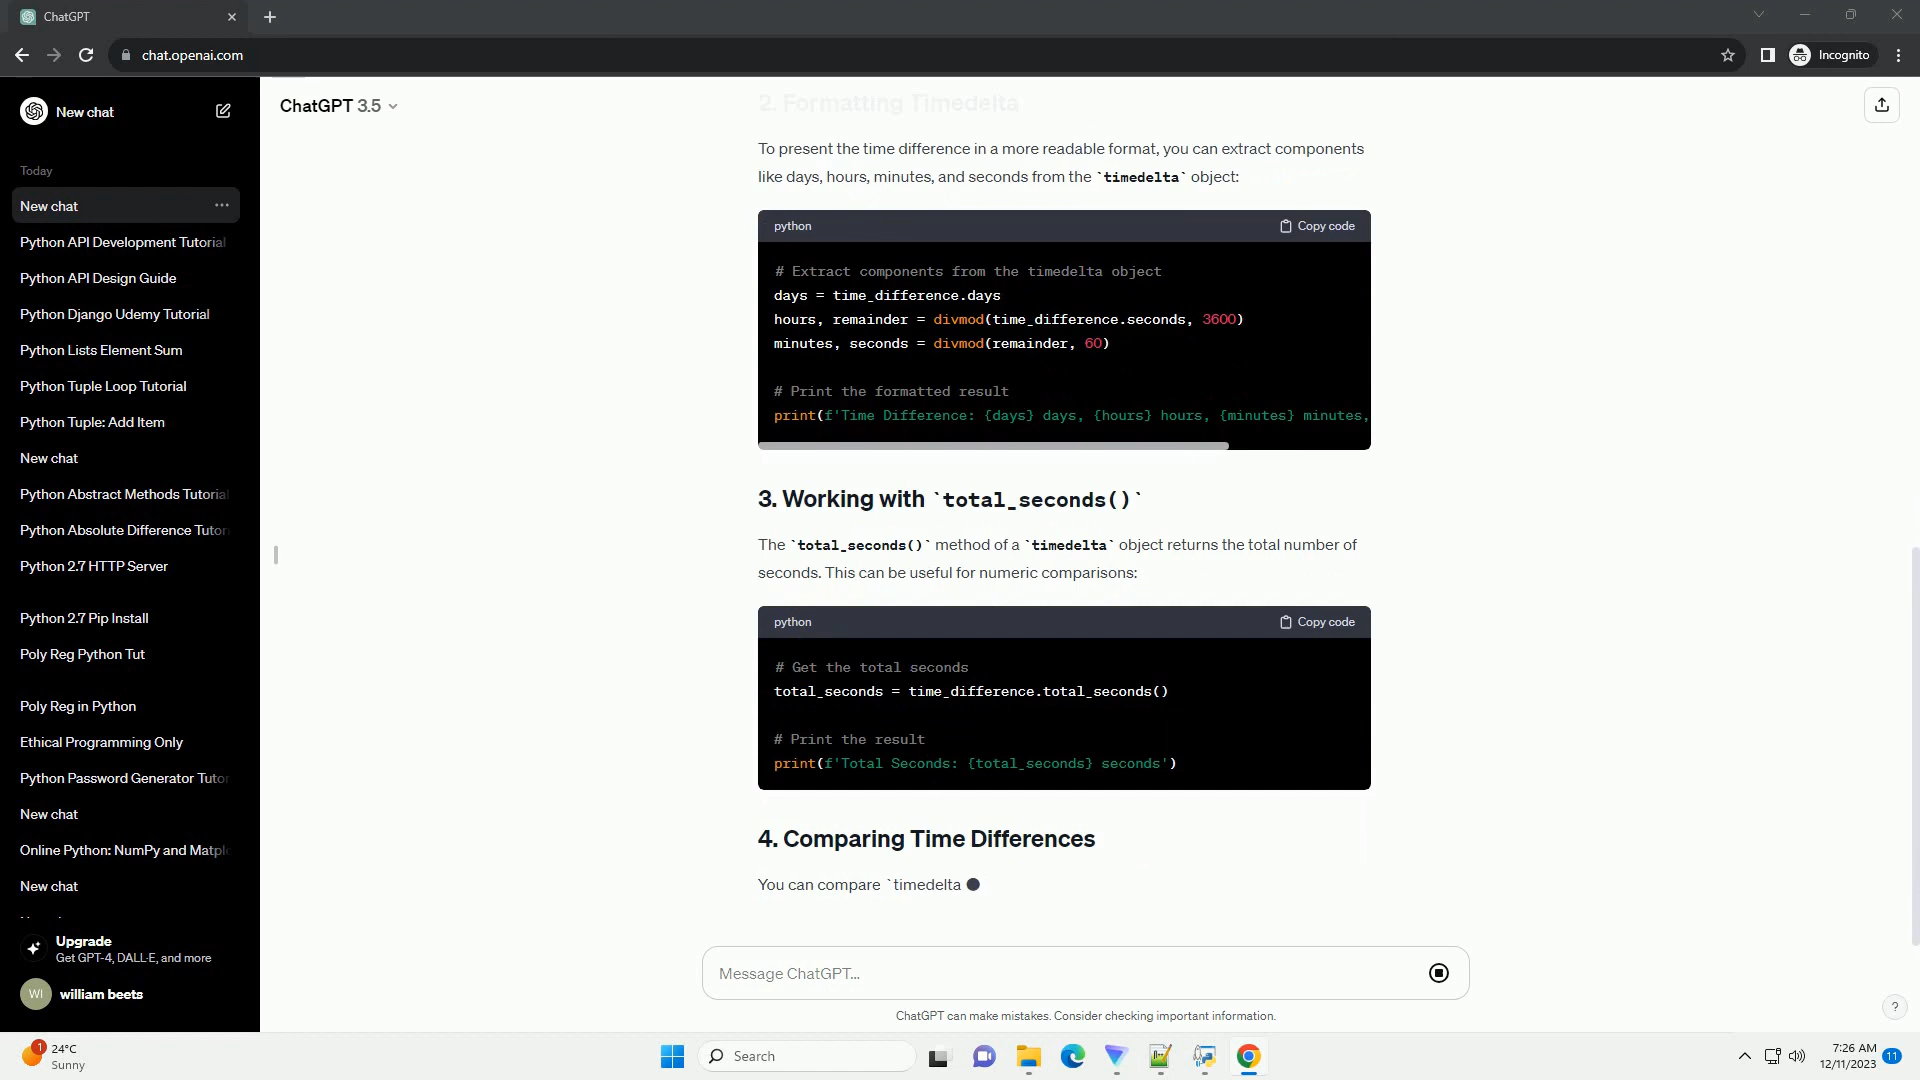 ChatGPT
chat.openai.com
Incognito
New chat
Today
New chat
Python API Development Tutorial
Python API Design Guide
Python Django Udemy Tutorial
Python Lists Element Sum
Python Tuple Loop Tutorial
Python Tuple: Add Item
New chat
Python Abstract Methods Tutorial
Python Absolute Difference Tutor
Python 2.7 HTTP Server
Python 2.7 Pip Install
Poly Reg Python Tut
Poly Reg in Python
Ethical Programming Only
Python Password Generator Tutor
New chat
Online Python: NumPy and Matplo
New chat
Upgrade
Get GPT-4, DALL·E, and more
WI
william beets
ChatGPT 3.5
2. Formatting Timedelta
To present the time difference in a more readable format, you can extract components
like days, hours, minutes, and seconds from the `timedelta` object:
python
Copy code
# Extract components from the timedelta object
days = time_difference.days
hours, remainder = divmod(time_difference.seconds, 3600)
minutes, seconds = divmod(remainder, 60)
# Print the formatted result
print(f'Time Difference: {days} days, {hours} hours, {minutes} minutes,
3. Working with `total_seconds()`
The `total_seconds()` method of a `timedelta` object returns the total number of
seconds. This can be useful for numeric comparisons:
python
Copy code
# Get the total seconds
total_seconds = time_difference.total_seconds()
# Print the result
print(f'Total Seconds: {total_seconds} seconds')
4. Comparing Time Differences
You can compare `timedelta
Message ChatGPT...
ChatGPT can make mistakes. Consider checking important information.
?
1
24°C
Sunny
Search
7:26 AM
12/11/2023
11